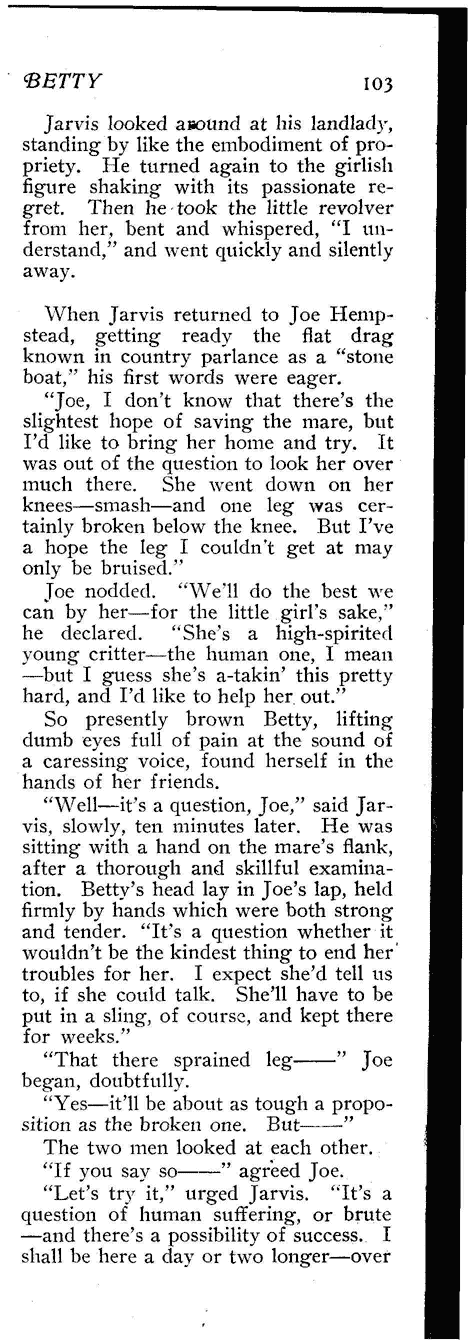 BETTY 103
Jarvis looked around at his landlady,
standing by like the embodiment of pro-
priety. He turned again to the girlish
figure shaking with its passionate re-
gret. Then he took the little revolver
from her, bent and whispered, “I un-
derstand,” and went quickly and silently
away.
When Jarvis returned to Joe Hemp-
stead, getting ready the flat drag
known in country parlance as a “stone
boat,” his first words were eager.
“Joe, I don’t know that there’s the
slightest hope of saving the mare, but
I’d like to bring her home and try. It
was out of the question to look her over
much there. She went down on her
knees—smash—and one leg was cer-
tainly broken below the knee. But I’ve
a hope the leg I couldn’t get at may
only be bruised.”
Joe nodded. “We’ll do the best we
can by her—for the little girl’s sake,”
he declared. “She’s a high-spirited
young critter—the human one, I mean
—but I guess she’s a-takin’ this pretty
hard, and I’d like to help her out.”
So presently brown Betty, lifting
dumb eyes full of pain at the sound of
a caressing voice, found herself in the
hands of her friends.
“Well—it’s a question, Joe,” said Jar-
vis, slowly, ten minutes later. He was
sitting with a hand on the mare’s flank,
after a thorough and skillful examina-
tion. Betty’s head lay in Joe’s lap, held
firmly by hands which were both strong
and tender. “It’s a question whether it
wouldn’t be the kindest thing to end her
troubles for her. I expect she’d tell us
to, if she could talk. She’ll have to be
put in a sling, of course, and kept there
for weeks.”
“That there sprained leg——” Joe
began, doubtfully.
“Yes—it’ll be about as tough a propo-
sition as the broken one. But——”
The two men looked at each other.
“If you say so——” agreed Joe.
“Let’s try it,” urged Jarvis. “It’s a
question of human suffering, or brute
—and there’s a possibility of success. I
shall be here a day or two longer—over